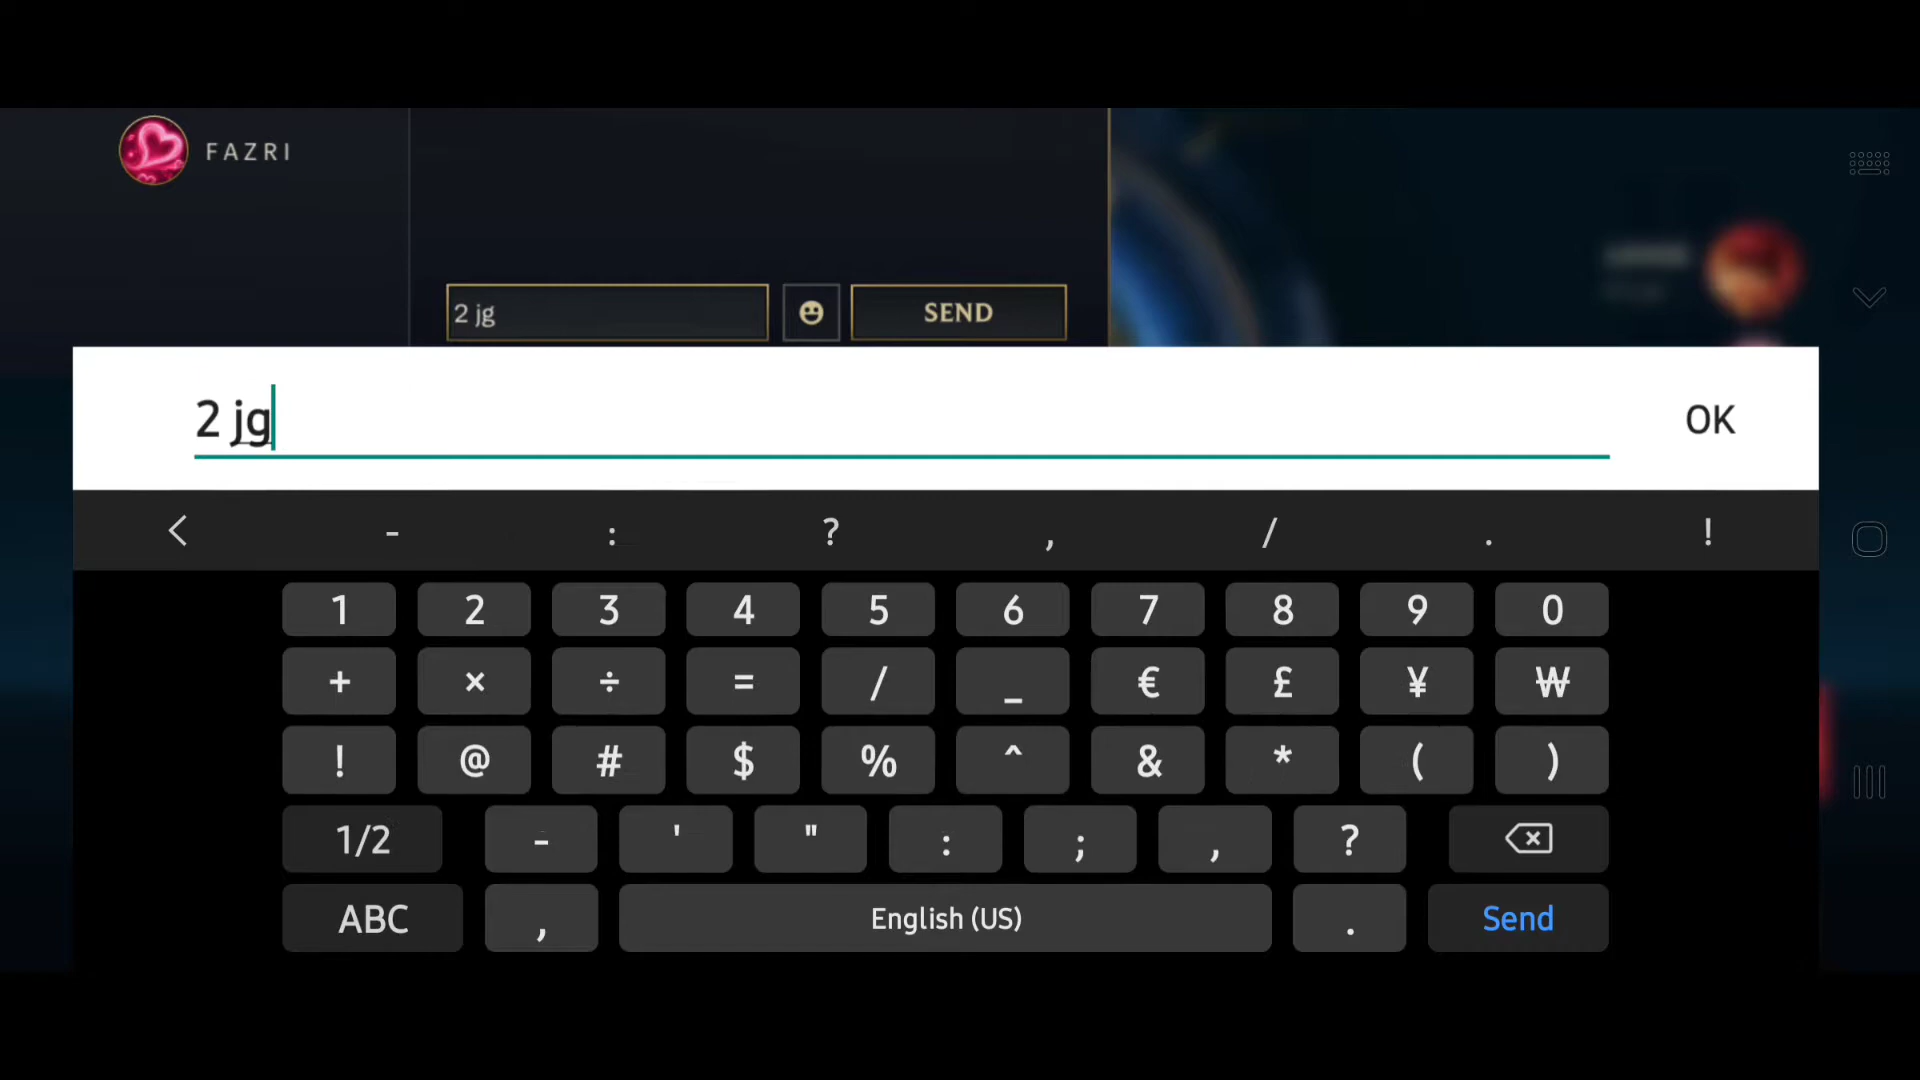 FAZRI
2 jg
SEND
2 jg
OK
- : ? , / . !
1 2 3 4 5 6 7 8 9 0
+ × ÷ = / _ € £ ¥ ₩
! @ # $ % ^ & * ( )
1/2 - ' " : ; , ?
ABC , English (US) . Send